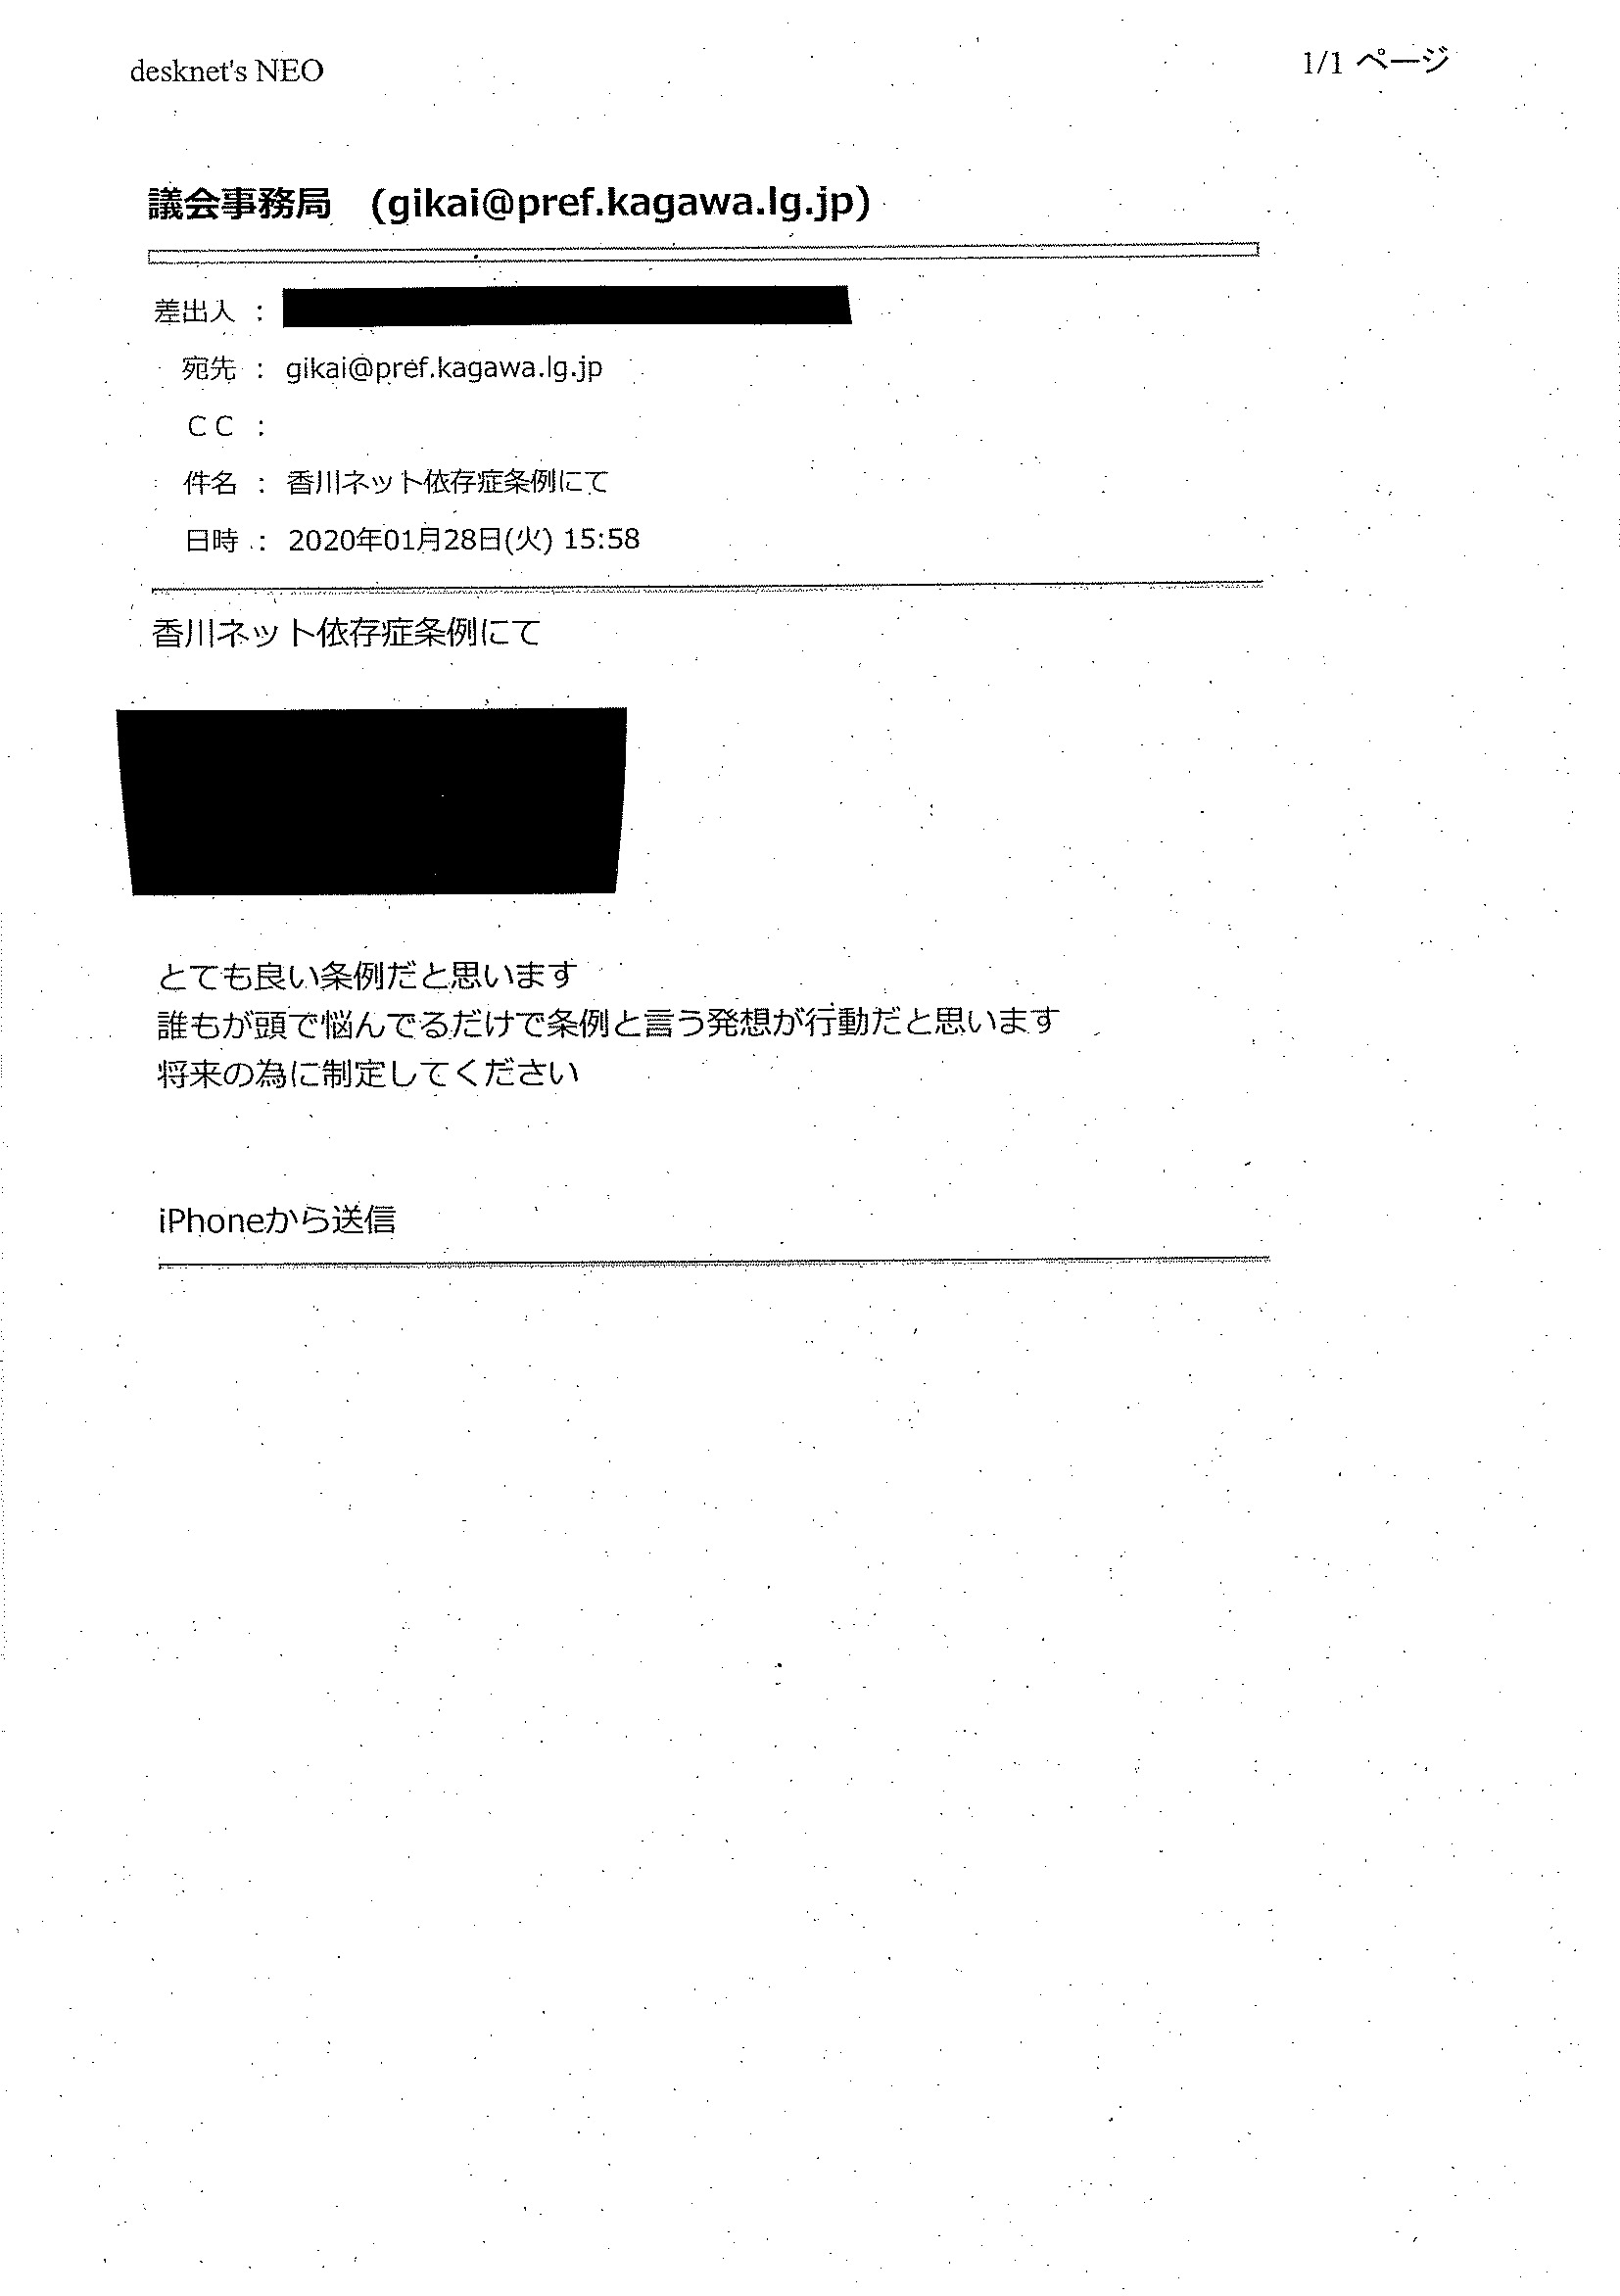 desknet's NEO
1/1 ページ
議会事務局 (gikai@pref.kagawa.lg.jp)
差出人 :
宛先 : gikai@pref.kagawa.lg.jp
CC :
件名 : 香川ネット依存症条例にて
日時 : 2020年01月28日(火) 15:58
香川ネット依存症条例にて
とても良い条例だと思います
誰もが頭で悩んでるだけで条例と言う発想が行動だと思います
将来の為に制定してください
iPhoneから送信